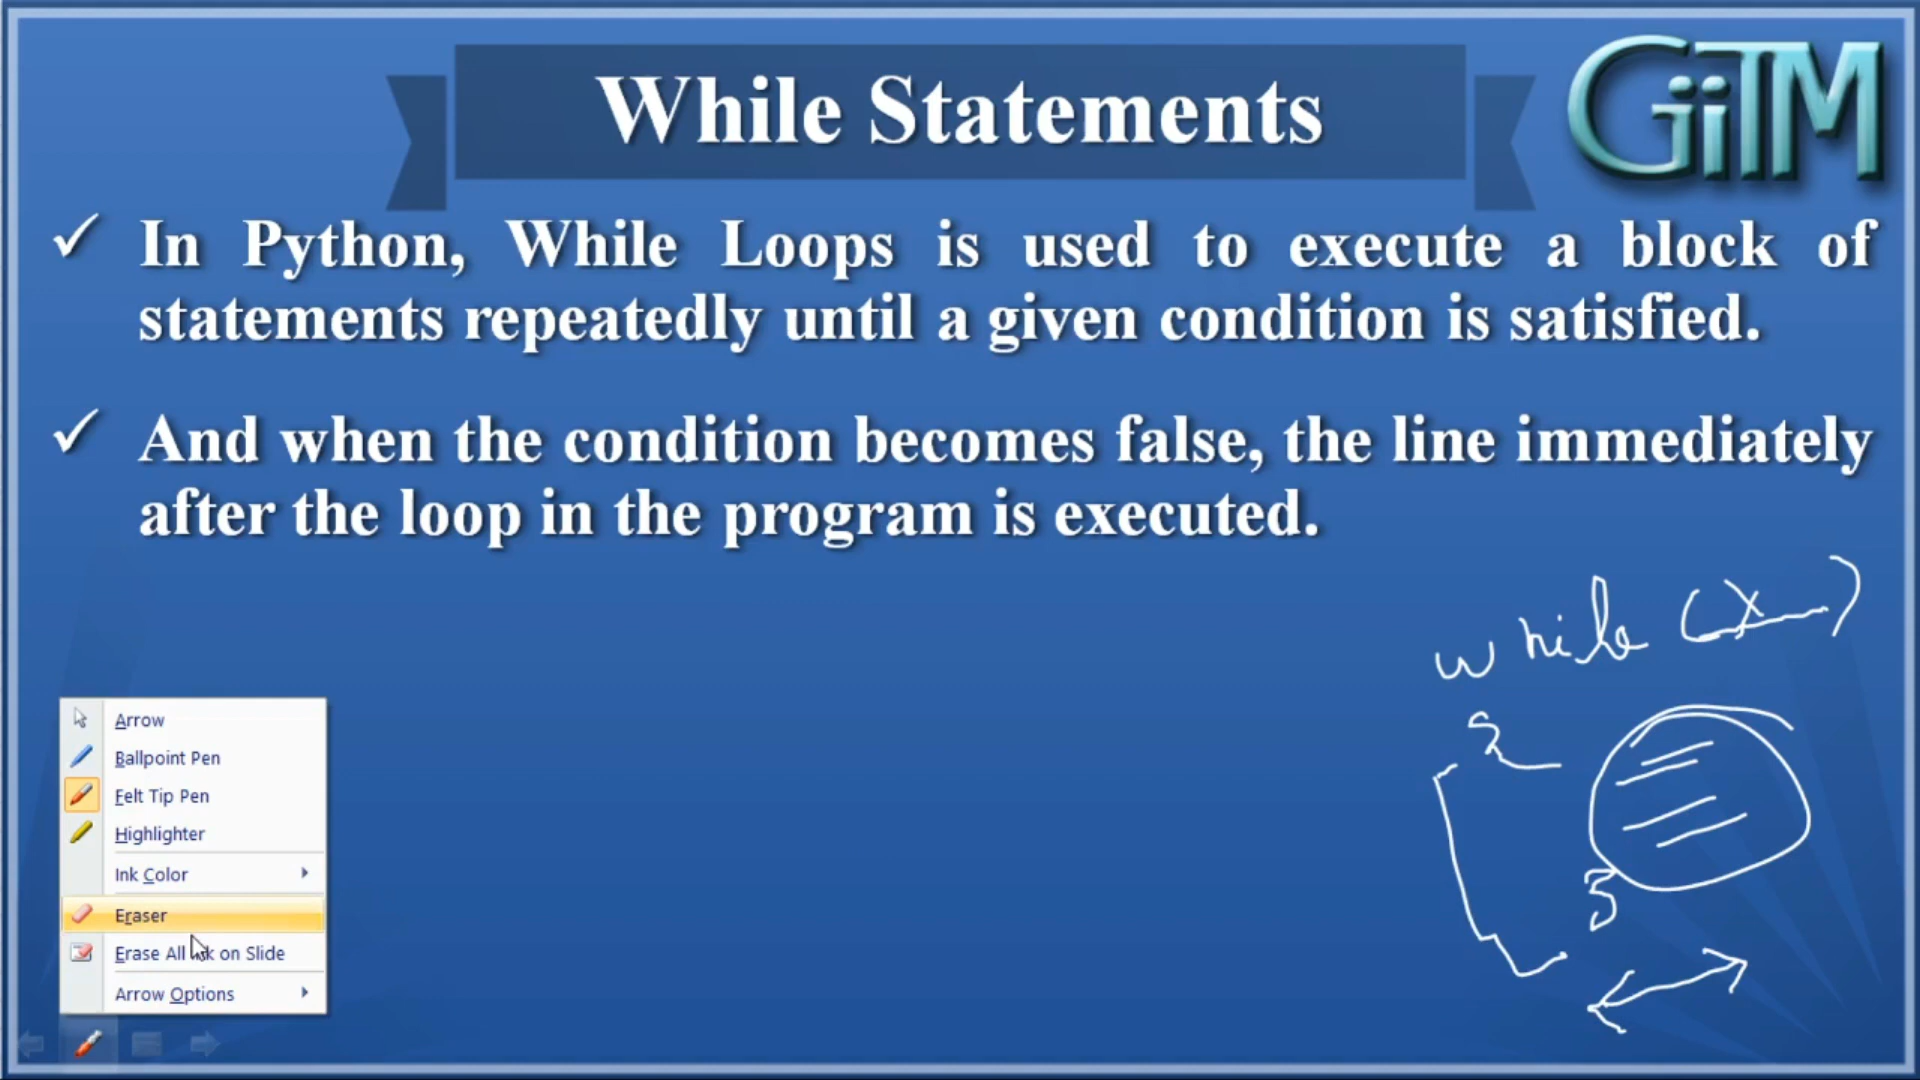 While Statements
GiTM
✓ In Python, While Loops is used to execute a block of
statements repeatedly until a given condition is satisfied.
✓ And when the condition becomes false, the line immediately
after the loop in the program is executed.
while (x )
Arrow
Ballpoint Pen
Felt Tip Pen
Highlighter
Ink Color
Eraser
Erase All on Slide
Arrow Options